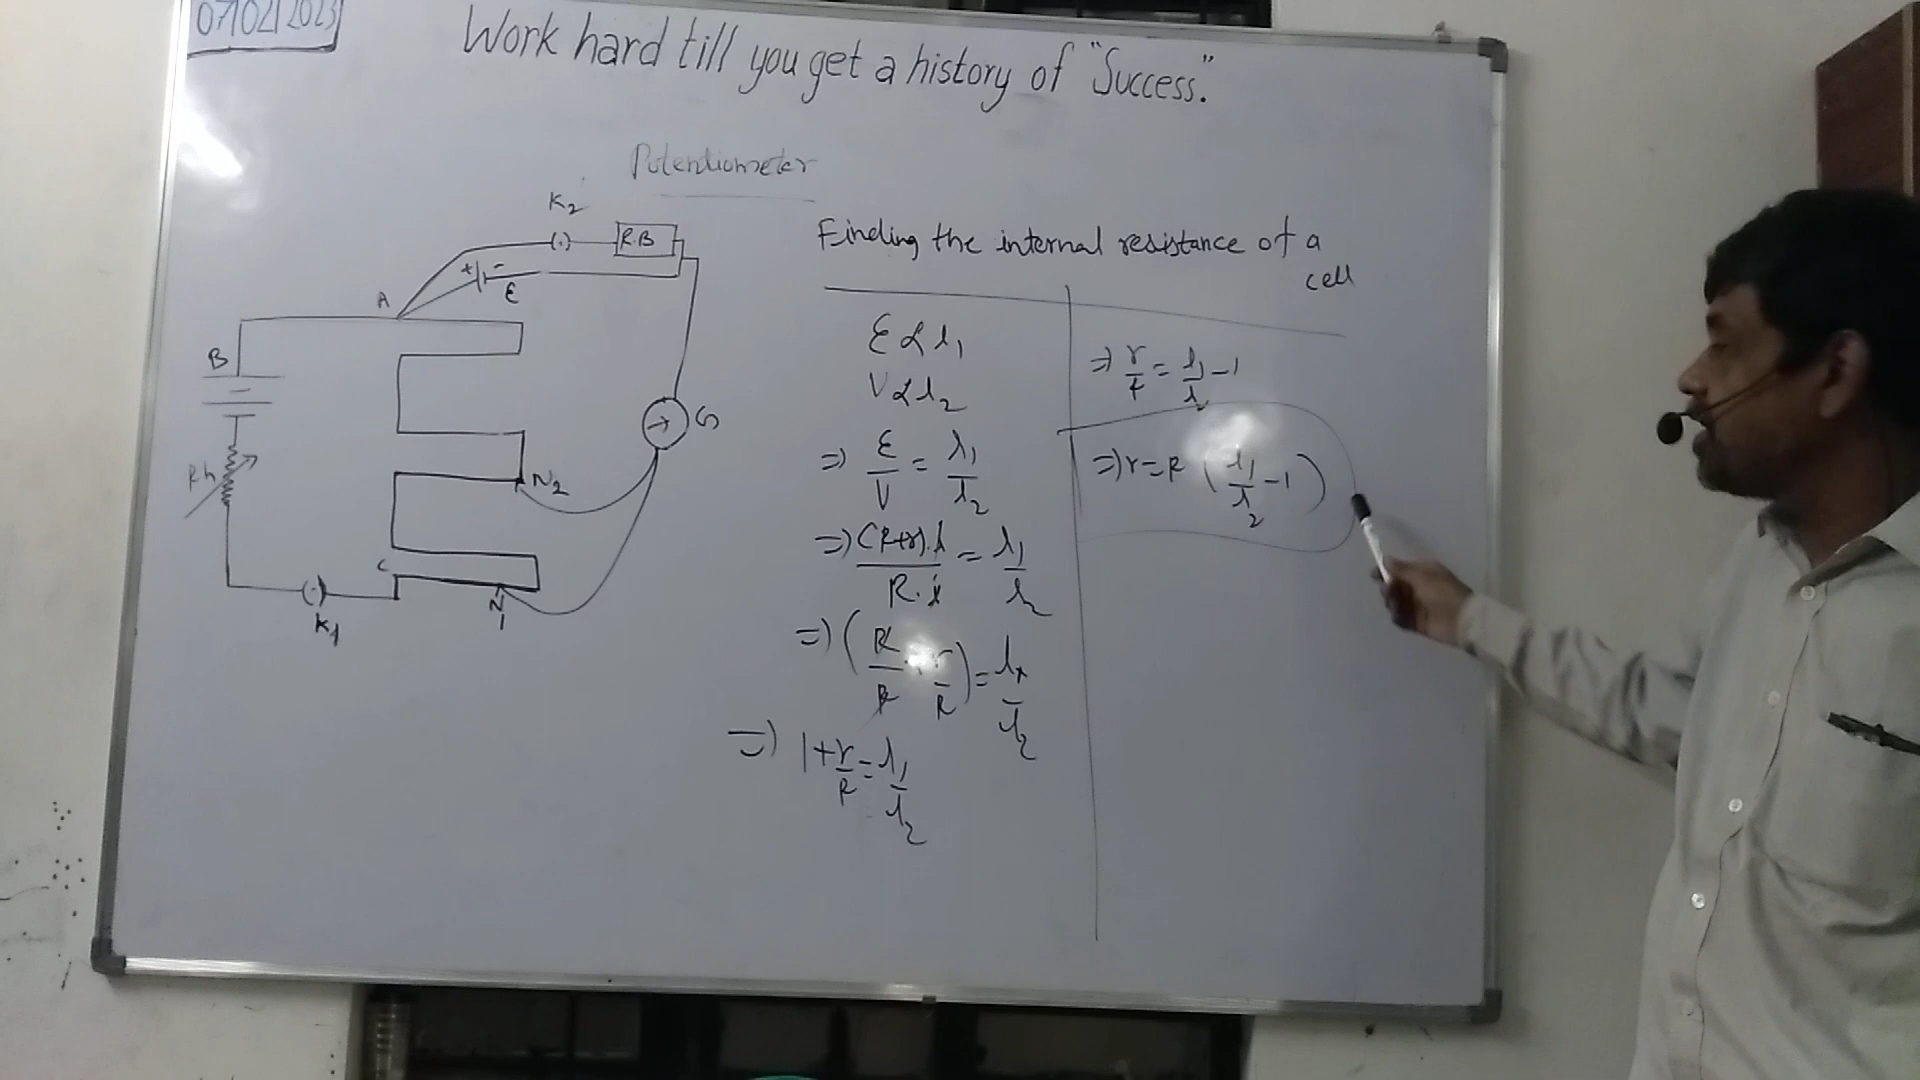 07/02/2023
Work hard till you get a history of "Success."
Potentiometer
K2
R.B
+ -
ε
A
B
Rh
G
N2
C
N1
K1
Finding the internal resistance of a
cell
ε ∝ l1
V ∝ l2
⇒ ε/V = l1/l2
⇒ (R+r).i/R.i = l1/l2
⇒ (R/R + r/R) = l1/l2
⇒ 1+r/R = l1/l2
⇒ r/R = l1/l2 -1
⇒ r=R (l1/l2 -1)